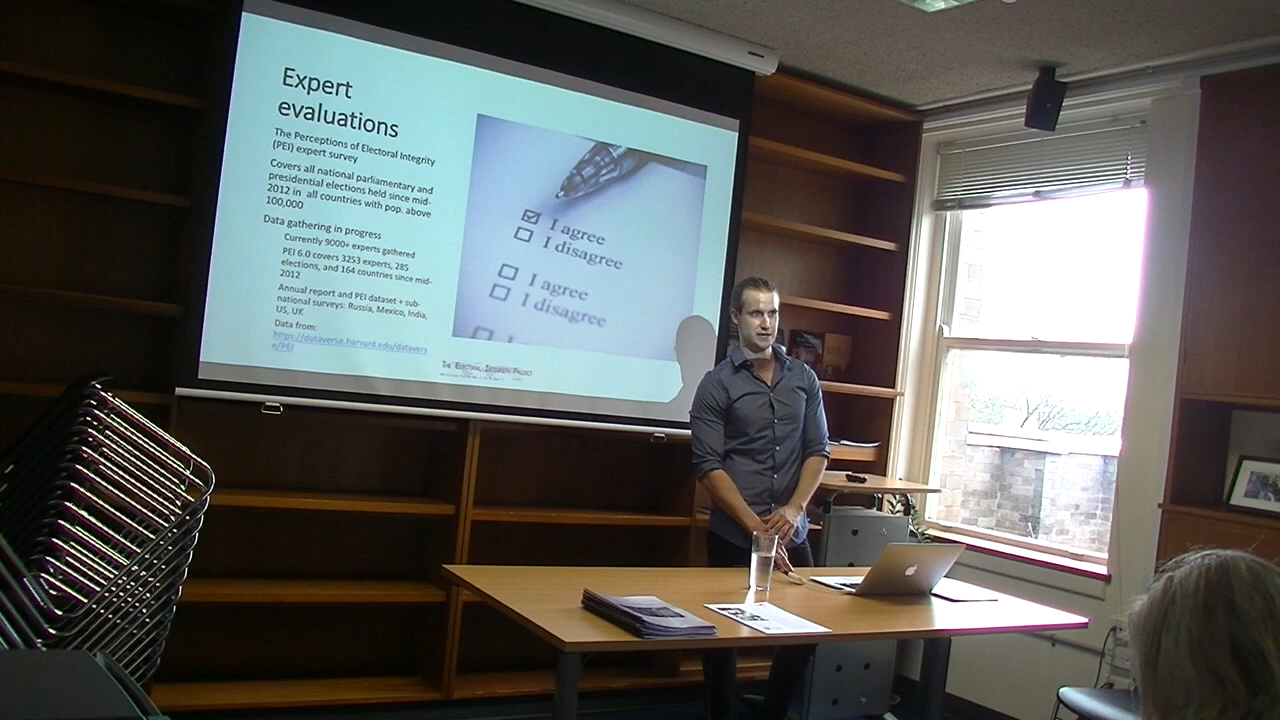 Expert
evaluations
The Perceptions of Electoral Integrity
(PEI) expert survey
Covers all national parliamentary and
presidential elections held since mid-
2012 in all countries with pop. above
100,000
Data gathering in progress
Currently 9000+ experts gathered
PEI 6.0 covers 3253 experts, 285
elections, and 164 countries since mid-
2012
Annual report and PEI dataset + sub-
national surveys: Russia, Mexico, India,
US, UK
Data from:
https://dataverse.harvard.edu/datavers
e/PEI
I agree
I disagree
I agree
I disagree
THE ELECTORAL INTEGRITY PROJECT